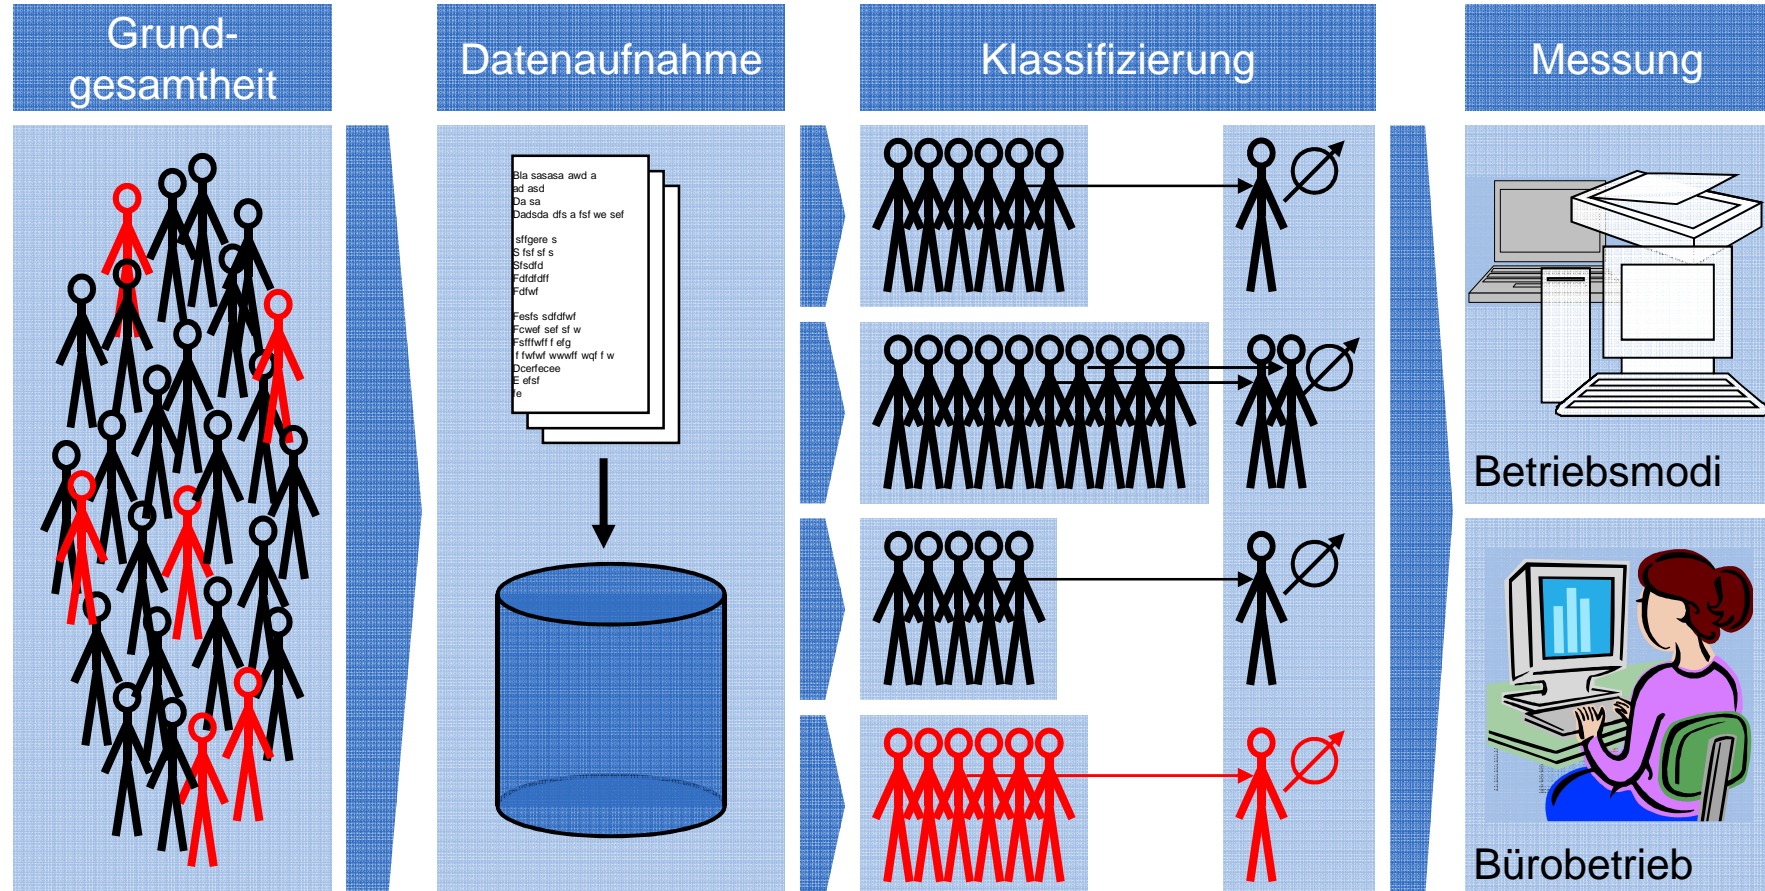 Grund-
gesamtheit
Datenaufnahme
Klassifizierung
Messung
Bla sasasa awd a
ad asd
Da sa
Dadsda dfs a fsf we sef
sffgere s
S fsf sf s
Sfsdfd
Fdfdfdff
Fdfwf
Fesfs sdfdfwf
Fcwef sef sf w
Fsfffwff f efg
f fwfwf wwwff wqf f w
Dcerfecee
E efsf
fe
Betriebsmodi
Bürobetrieb